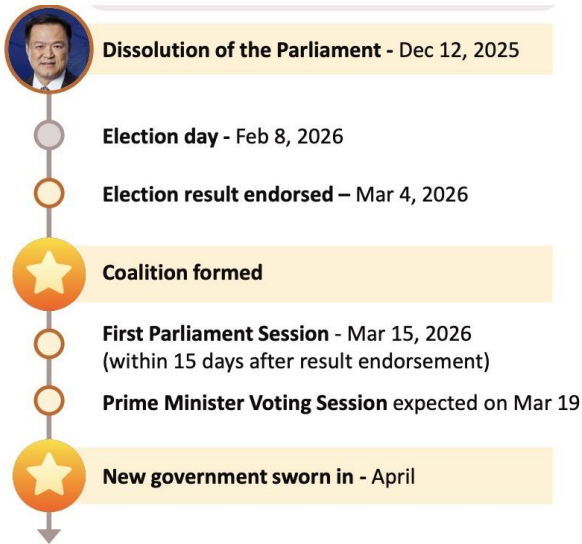 Dissolution of the Parliament - Dec 12, 2025
Election day - Feb 8, 2026
Election result endorsed – Mar 4, 2026
Coalition formed
First Parliament Session - Mar 15, 2026
(within 15 days after result endorsement)
Prime Minister Voting Session expected on Mar 19
New government sworn in - April